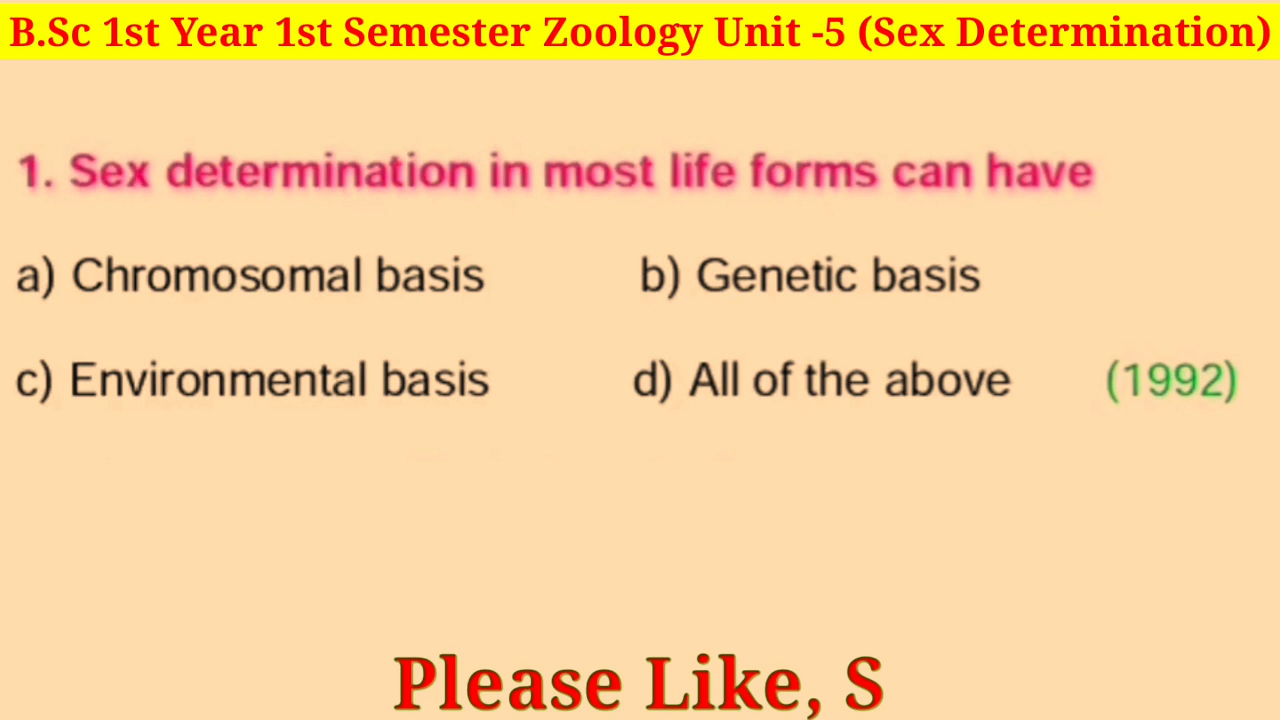 B.Sc 1st Year 1st Semester Zoology Unit -5 (Sex Determination)
1. Sex determination in most life forms can have
a) Chromosomal basis b) Genetic basis
c) Environmental basis d) All of the above (1992)
Please Like, S